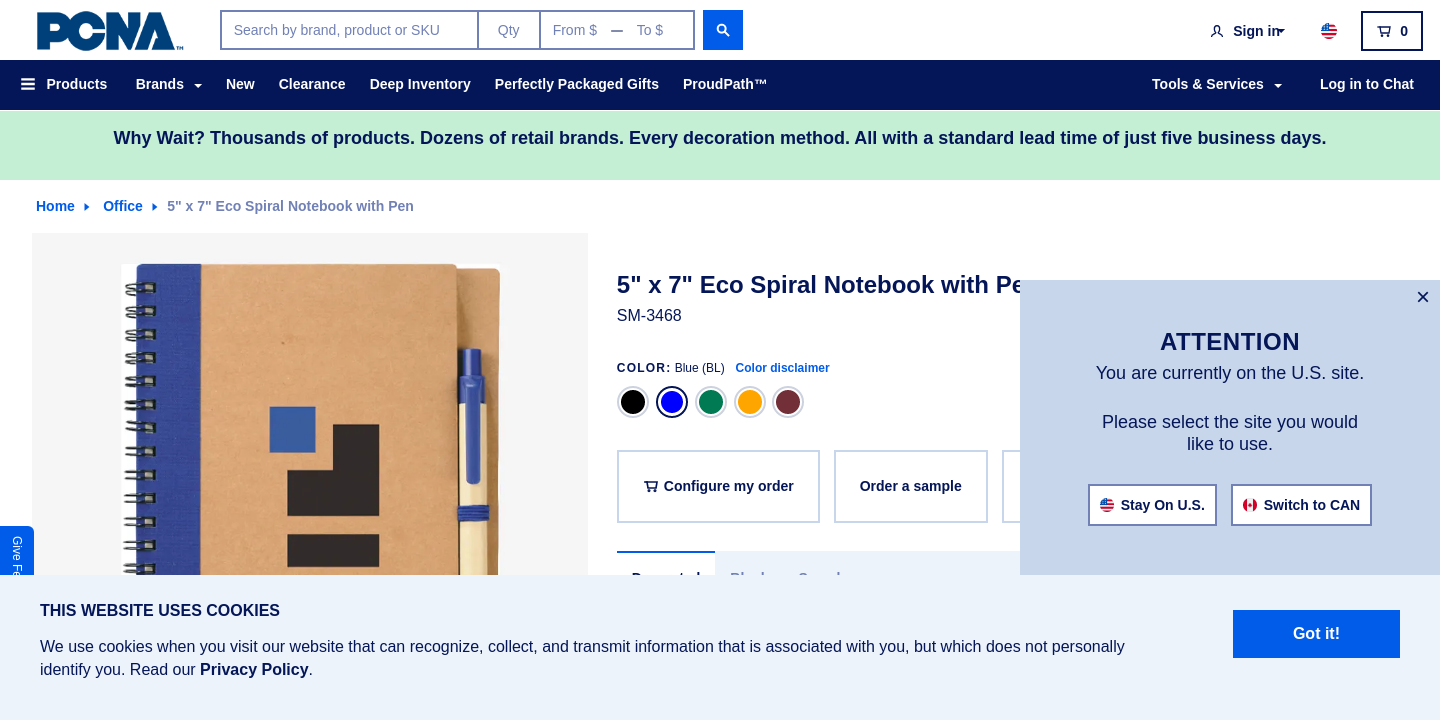 PCNA™
Search by brand, product or SKU
Qty
From $ — To $
Sign in
0
Products
Brands
New
Clearance
Deep Inventory
Perfectly Packaged Gifts
ProudPath™
Tools & Services
Log in to Chat
Why Wait? Thousands of products. Dozens of retail brands. Every decoration method. All with a standard lead time of just five business days.
Home
Office
5" x 7" Eco Spiral Notebook with Pen
5" x 7" Eco Spiral Notebook with Pe
SM-3468
COLOR: Blue (BL) Color disclaimer
Configure my order
Order a sample
×
ATTENTION
You are currently on the U.S. site.
Please select the site you would
like to use.
Stay On U.S.
Switch to CAN
Give Fe
THIS WEBSITE USES COOKIES
We use cookies when you visit our website that can recognize, collect, and transmit information that is associated with you, but which does not personally
identify you. Read our Privacy Policy.
Got it!